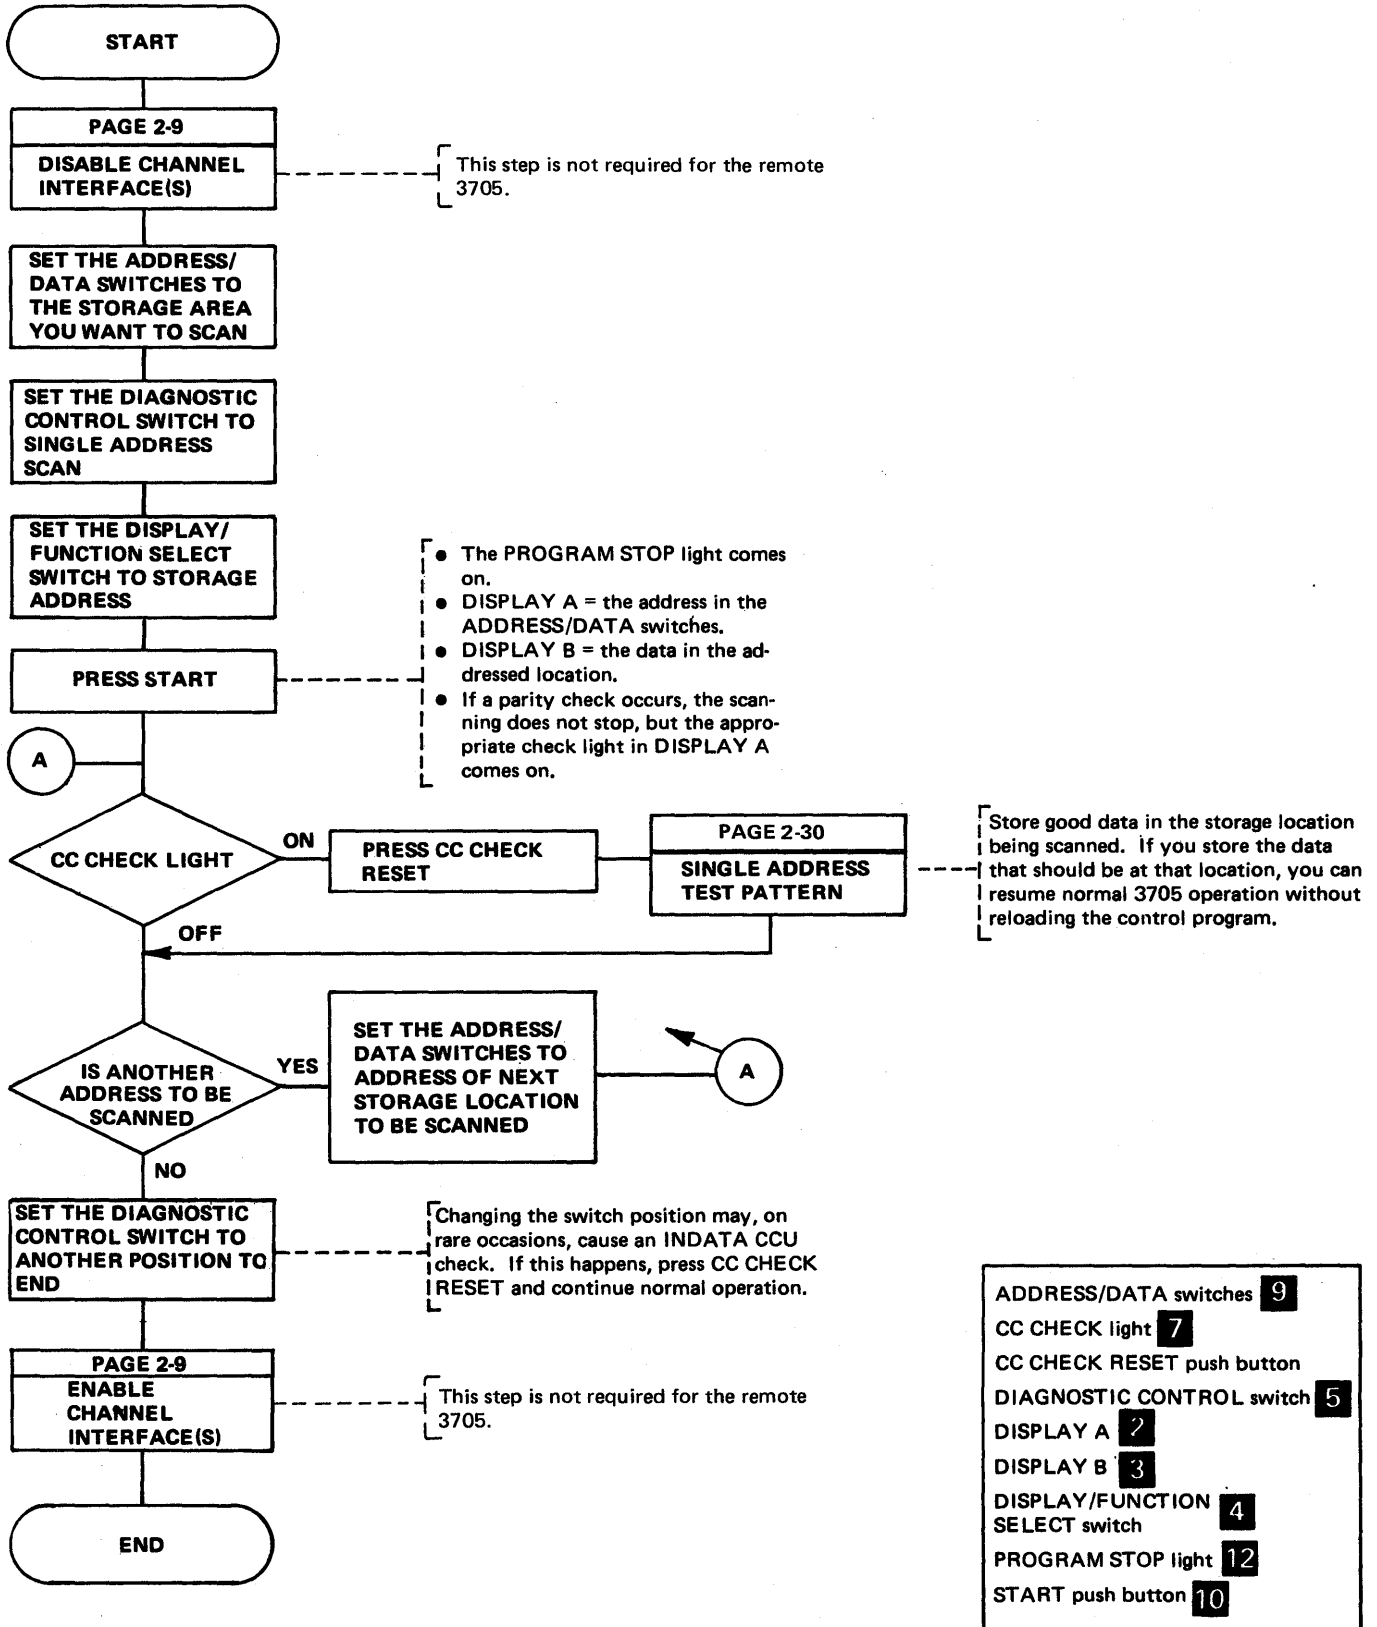 START
PAGE 2-9
DISABLE CHANNEL
INTERFACE(S)
This step is not required for the remote
3705.
SET THE ADDRESS/
DATA SWITCHES TO
THE STORAGE AREA
YOU WANT TO SCAN
SET THE DIAGNOSTIC
CONTROL SWITCH TO
SINGLE ADDRESS
SCAN
SET THE DISPLAY/
FUNCTION SELECT
SWITCH TO STORAGE
ADDRESS
PRESS START
● The PROGRAM STOP light comes
on.
● DISPLAY A = the address in the
ADDRESS/DATA switches.
● DISPLAY B = the data in the ad-
dressed location.
● If a parity check occurs, the scan-
ning does not stop, but the appro-
priate check light in DISPLAY A
comes on.
A
CC CHECK LIGHT
ON
PRESS CC CHECK
RESET
PAGE 2-30
SINGLE ADDRESS
TEST PATTERN
Store good data in the storage location
being scanned. If you store the data
that should be at that location, you can
resume normal 3705 operation without
reloading the control program.
OFF
IS ANOTHER
ADDRESS TO BE
SCANNED
YES
SET THE ADDRESS/
DATA SWITCHES TO
ADDRESS OF NEXT
STORAGE LOCATION
TO BE SCANNED
A
NO
SET THE DIAGNOSTIC
CONTROL SWITCH TO
ANOTHER POSITION TO
END
Changing the switch position may, on
rare occasions, cause an INDATA CCU
check. If this happens, press CC CHECK
RESET and continue normal operation.
PAGE 2-9
ENABLE
CHANNEL
INTERFACE(S)
This step is not required for the remote
3705.
END
ADDRESS/DATA switches 9
CC CHECK light 7
CC CHECK RESET push button
DIAGNOSTIC CONTROL switch 5
DISPLAY A 2
DISPLAY B 3
DISPLAY/FUNCTION
SELECT switch 4
PROGRAM STOP light 12
START push button 10